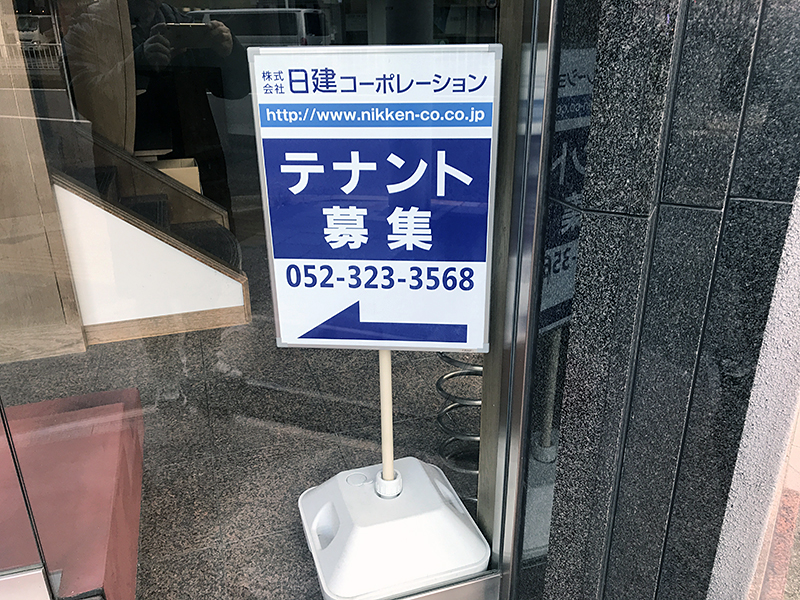 株式会社 日建コーポレーション
http://www.nikken-co.co.jp
テナント
募集
052-323-3568